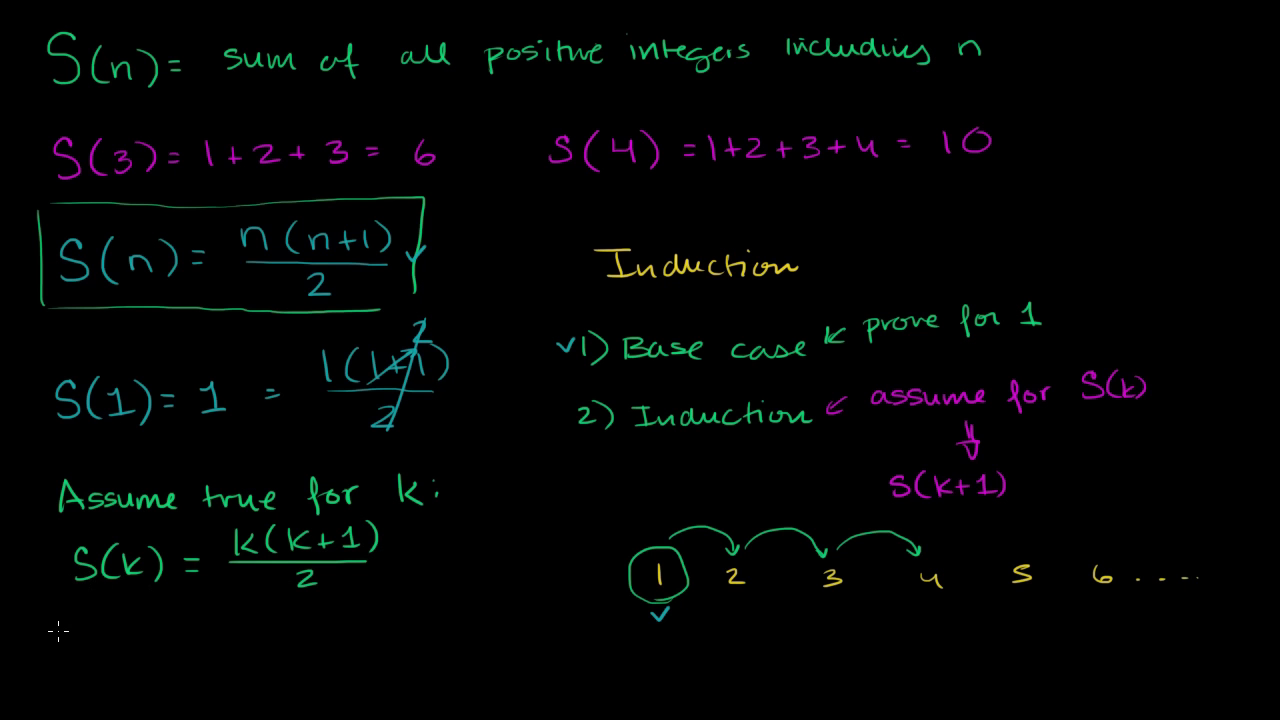 S(n) = sum of all positive integers including n
S(3) = 1 + 2 + 3 = 6
S(4) = 1+2+3+4 = 10
S(n) = n(n+1)/2
Induction
1) Base case ← prove for 1
2) Induction ← assume for S(k)
⇓
S(k+1)
S(1) = 1 = 1(1+1)/2
2
Assume true for k:
S(k) = k(k+1)/2
1 2 3 4 5 6 ....